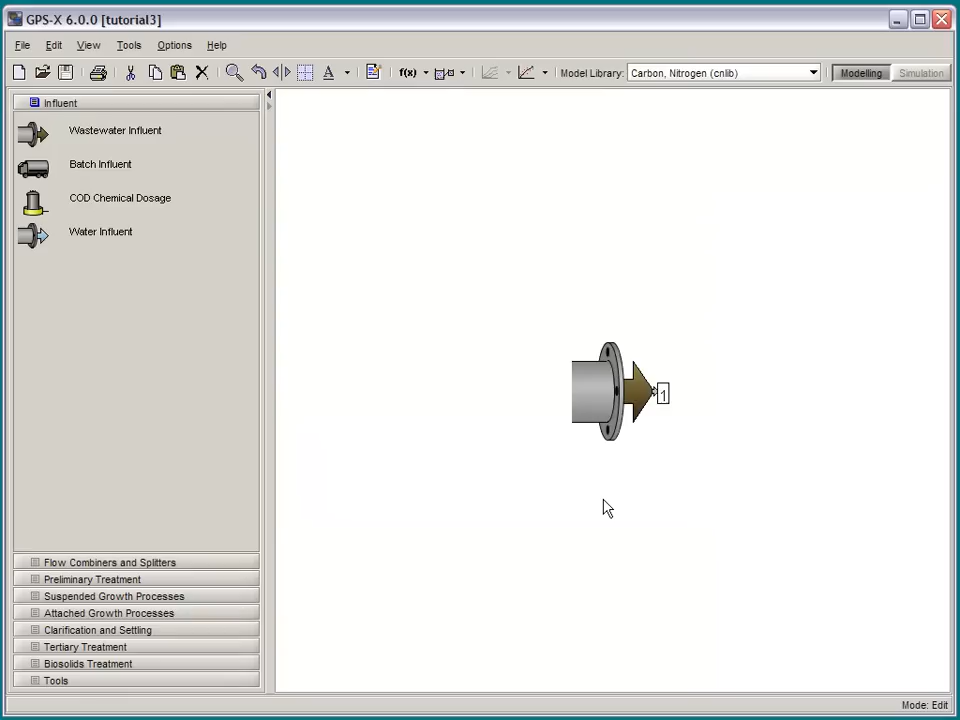 GPS-X 6.0.0 [tutorial3]
File Edit View Tools Options Help
A f(x) Model Library: Carbon, Nitrogen (cnlib) Modelling Simulation
Influent
Wastewater Influent
Batch Influent
COD Chemical Dosage
Water Influent
1
Flow Combiners and Splitters
Preliminary Treatment
Suspended Growth Processes
Attached Growth Processes
Clarification and Settling
Tertiary Treatment
Biosolids Treatment
Tools
Mode: Edit